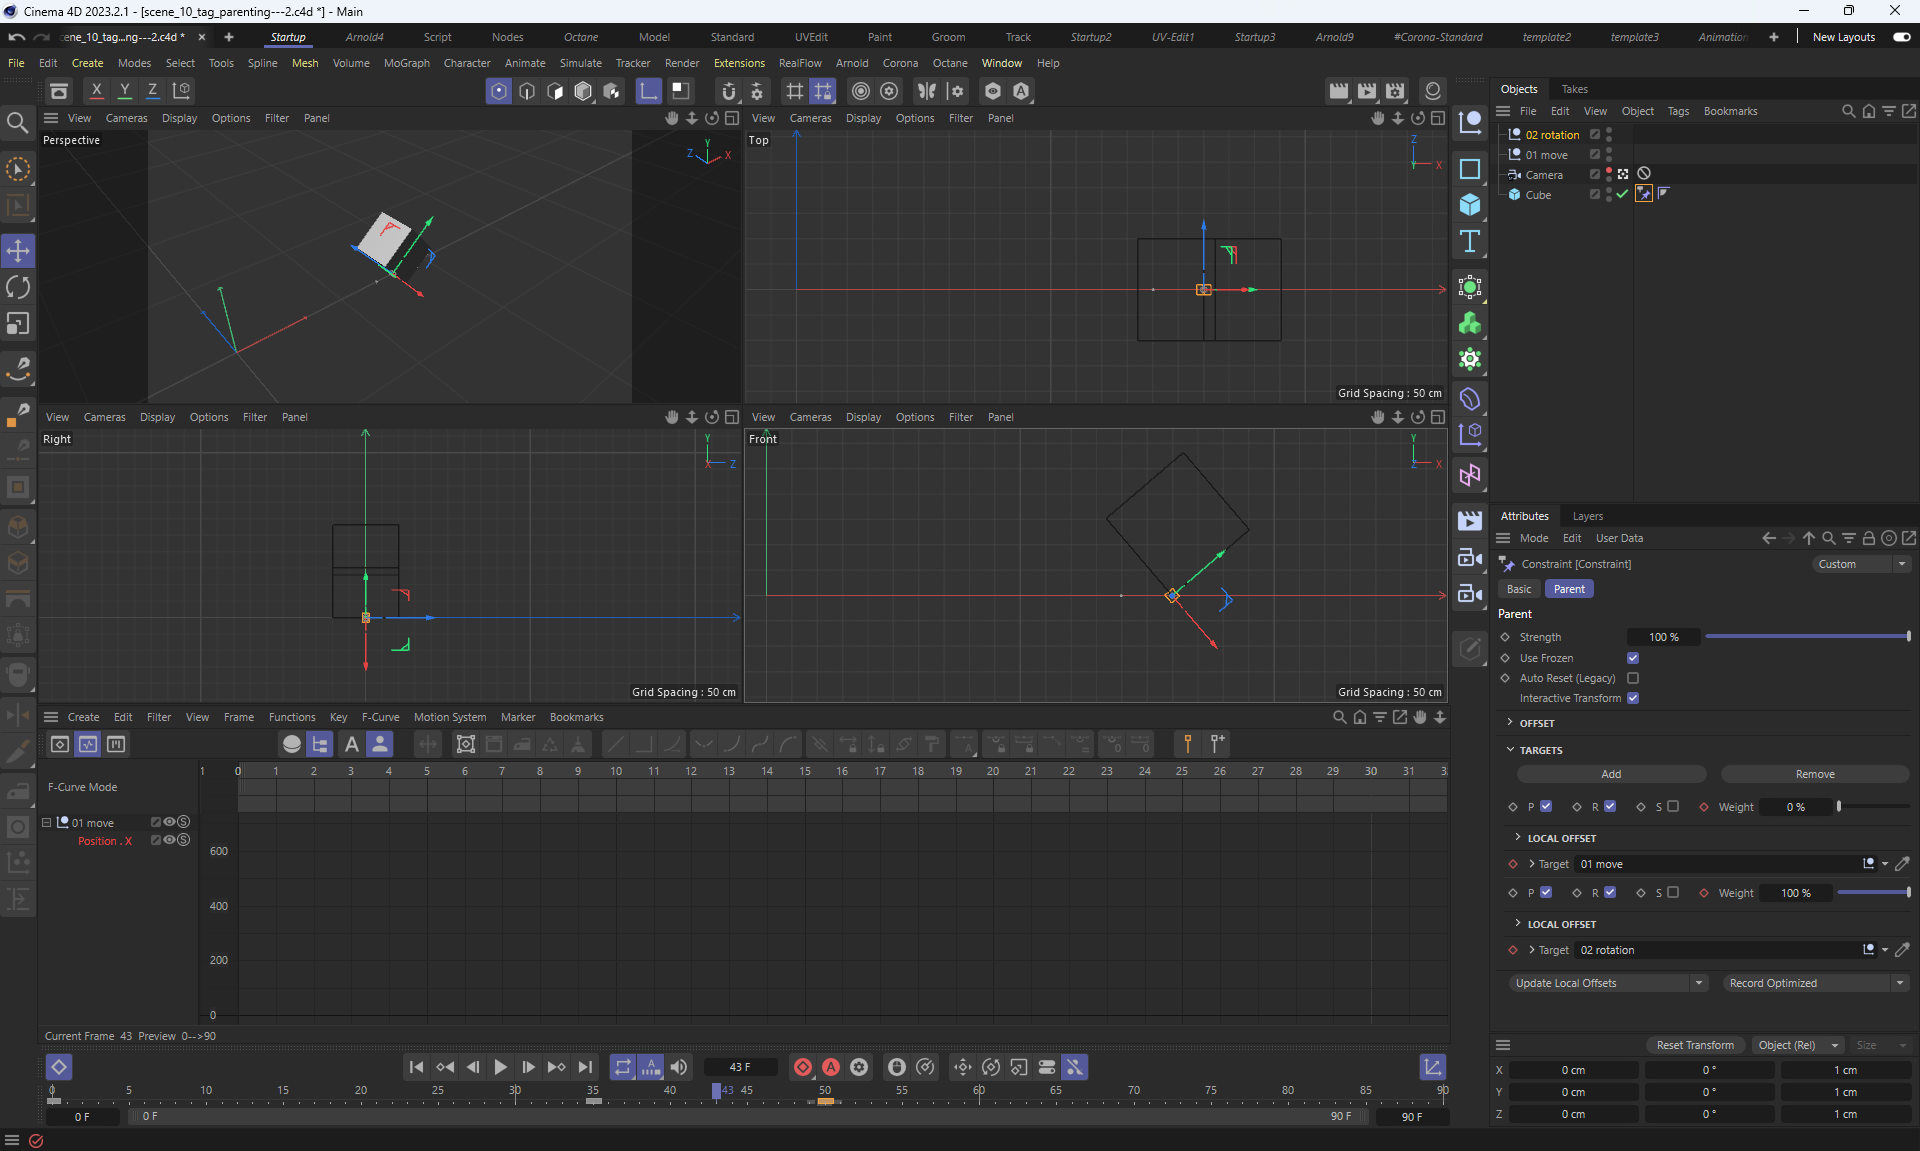 Cinema 4D 2023.2.1 - [scene_10_tag_parenting---2.c4d *] - Main
ene_10_tag...ng---2.c4d * × + Startup Arnold4 Script Nodes Octane Model Standard UVEdit Paint Groom Track Startup2 UV-Edit1 Startup3 Arnold9 #Corona-Standard template2 template3 Animation + New Layouts
File Edit Create Modes Select Tools Spline Mesh Volume MoGraph Character Animate Simulate Tracker Render Extensions RealFlow Arnold Corona Octane Window Help
X Y Z
Objects Takes
File Edit View Object Tags Bookmarks
02 rotation
01 move
Camera
Cube
View Cameras Display Options Filter Panel
Perspective
Y
Z X
View Cameras Display Options Filter Panel
Top
Z
Y X
Grid Spacing : 50 cm
View Cameras Display Options Filter Panel
Right
Y
X Z
Grid Spacing : 50 cm
View Cameras Display Options Filter Panel
Front
Y
Z X
Grid Spacing : 50 cm
Attributes Layers
Mode Edit User Data
Constraint [Constraint] Custom
Basic Parent
Parent
Strength 100 %
Use Frozen
Auto Reset (Legacy)
Interactive Transform
OFFSET
TARGETS
Add Remove
P R S Weight 0 %
LOCAL OFFSET
Target 01 move
P R S Weight 100 %
LOCAL OFFSET
Target 02 rotation
Update Local Offsets Record Optimized
Create Edit Filter View Frame Functions Key F-Curve Motion System Marker Bookmarks
F-Curve Mode
1 0 1 2 3 4 5 6 7 8 9 10 11 12 13 14 15 16 17 18 19 20 21 22 23 24 25 26 27 28 29 30 31
01 move
Position . X
600
400
200
0
Current Frame 43 Preview 0-->90
43 F
0 5 10 15 20 25 30 35 40 43 45 50 55 60 65 70 75 80 85 90
0 F 0 F 90 F 90 F
Reset Transform Object (Rel) Size
X 0 cm 0 ° 1 cm
Y 0 cm 0 ° 1 cm
Z 0 cm 0 ° 1 cm